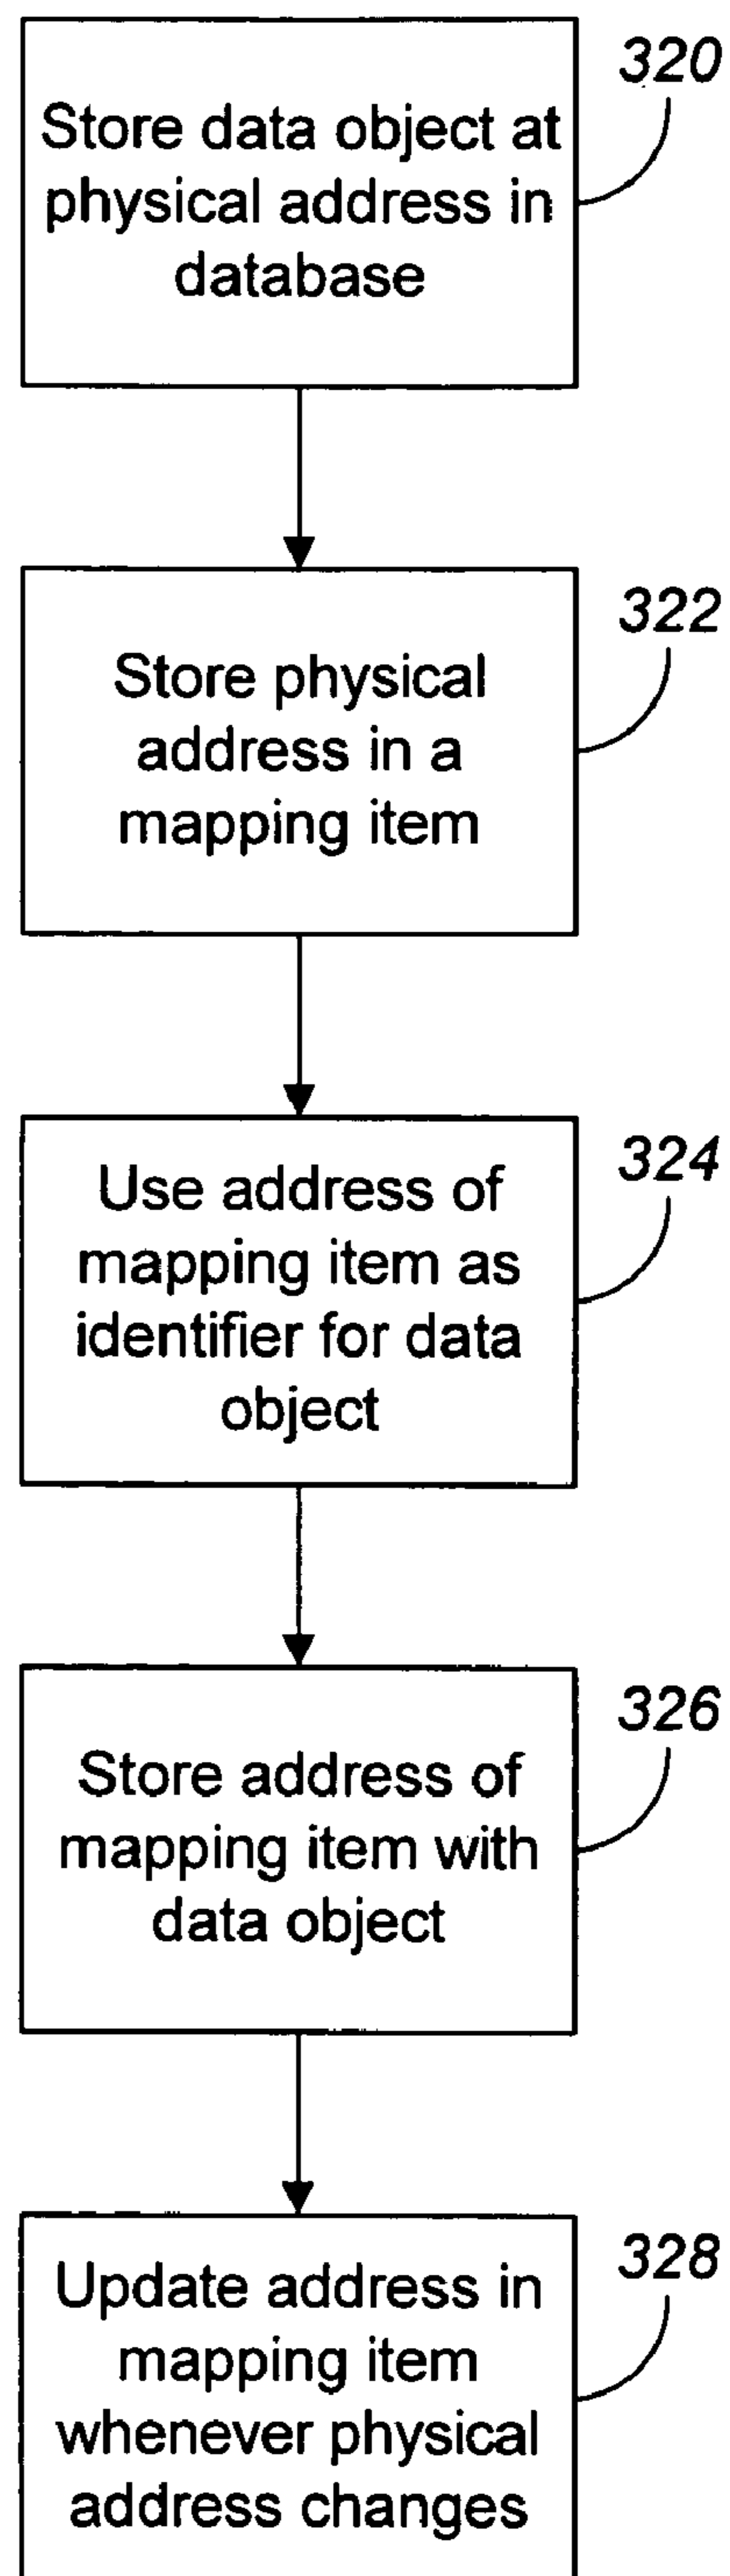 320
Store data object at
physical address in
database
322
Store physical
address in a
mapping item
324
Use address of
mapping item as
identifier for data
object
326
Store address of
mapping item with
data object
328
Update address in
mapping item
whenever physical
address changes